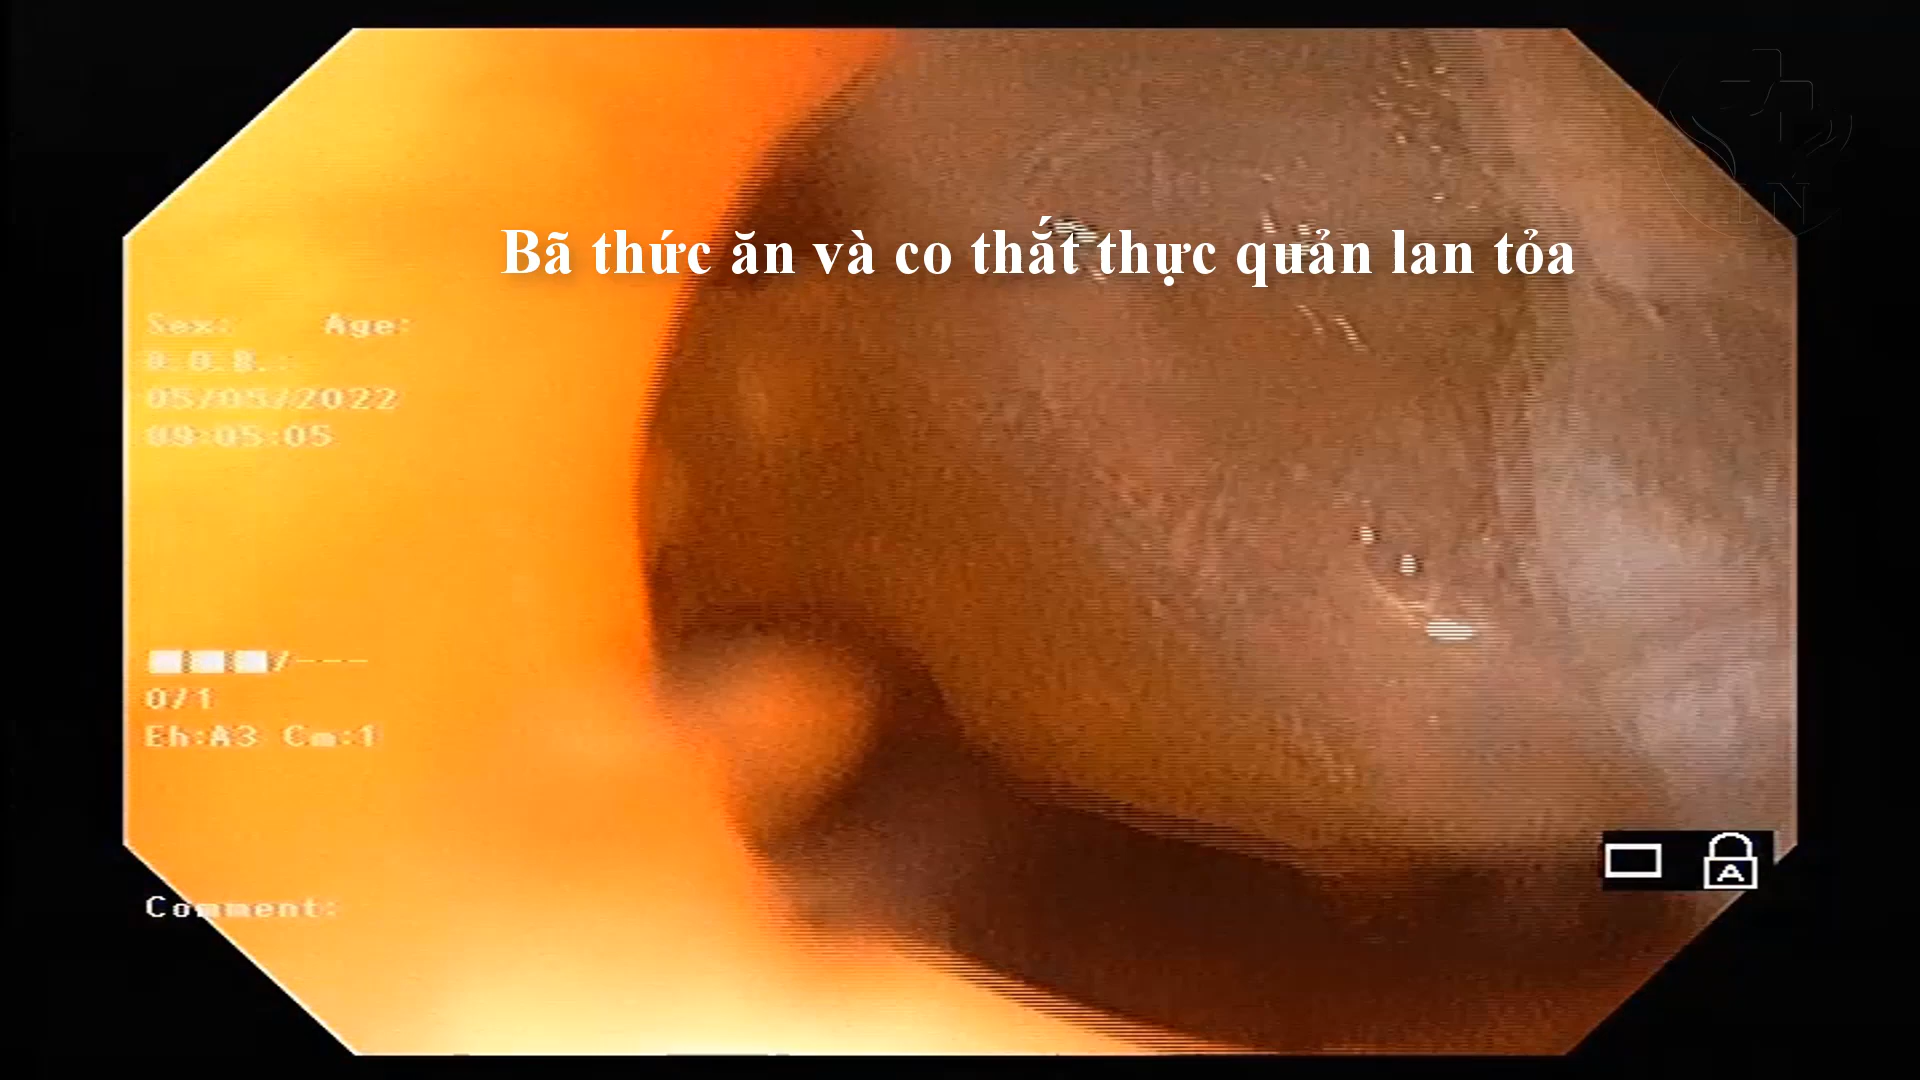 Bã thức ăn và co thắt thực quản lan tỏa
Sex: Age:
D.O.B.:
05/05/2022
09:05:05
/---
0/1
Eh:A3 Cm:1
Comment:
A
LN